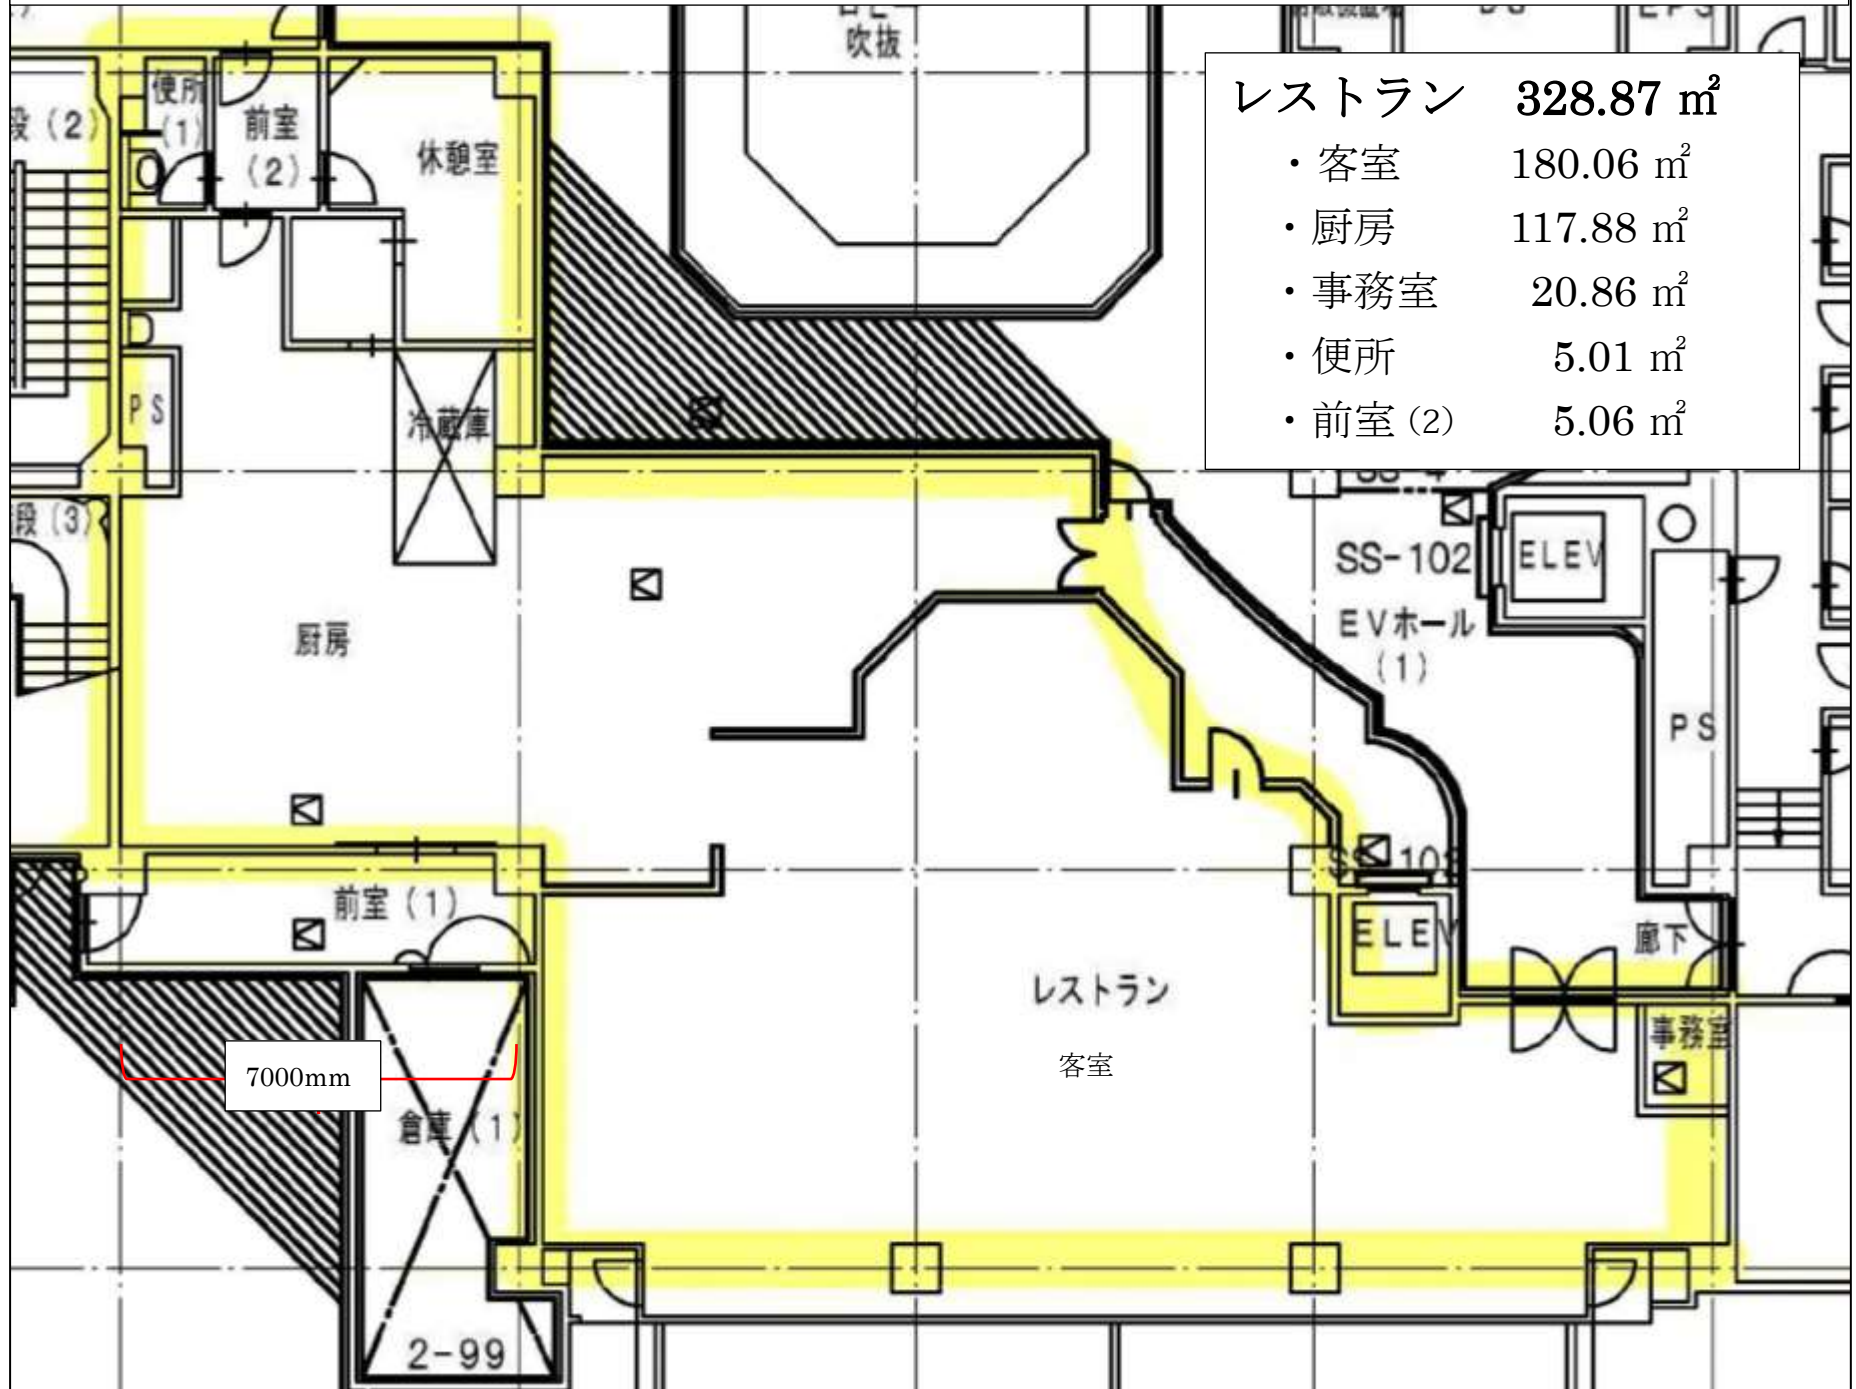 吹抜
レストラン 328.87 ㎡
・客室 180.06 ㎡
・厨房 117.88 ㎡
・事務室 20.86 ㎡
・便所 5.01 ㎡
・前室(2) 5.06 ㎡
便所
(1)
前室
(2)
段(2)
休憩室
PS
冷蔵庫
段(3)
SS-102
ELEV
EVホール
(1)
厨房
PS
前室(1)
ELEV
廊下
レストラン
客室
事務室
7000mm
倉庫(1)
2-99